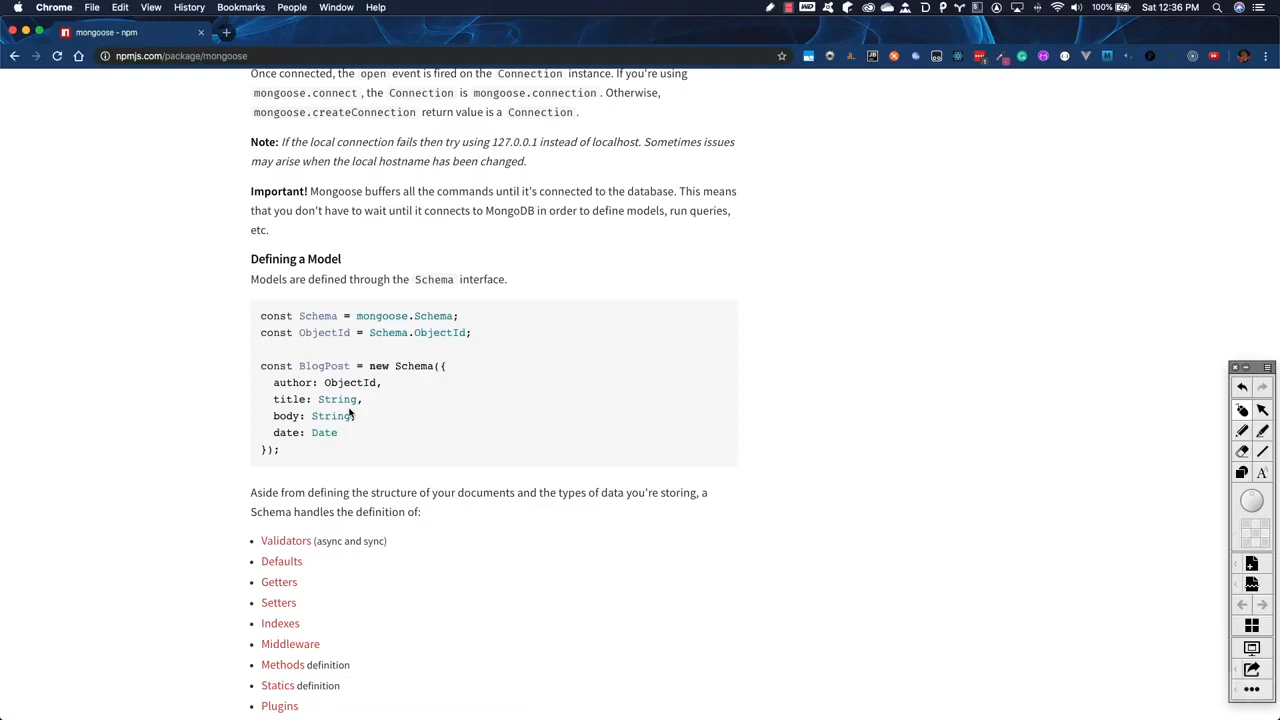 Chrome File Edit View History Bookmarks People Window Help 100% Sat 12:36 PM
mongoose - npm
npmjs.com/package/mongoose
Once connected, the open event is fired on the Connection instance. If you're using
mongoose.connect, the Connection is mongoose.connection. Otherwise,
mongoose.createConnection return value is a Connection.
Note: If the local connection fails then try using 127.0.0.1 instead of localhost. Sometimes issues
may arise when the local hostname has been changed.
Important! Mongoose buffers all the commands until it's connected to the database. This means
that you don't have to wait until it connects to MongoDB in order to define models, run queries,
etc.
Defining a Model
Models are defined through the Schema interface.
const Schema = mongoose.Schema;
const ObjectId = Schema.ObjectId;
const BlogPost = new Schema({
author: ObjectId,
title: String,
body: String,
date: Date
});
Aside from defining the structure of your documents and the types of data you're storing, a
Schema handles the definition of:
• Validators (async and sync)
• Defaults
• Getters
• Setters
• Indexes
• Middleware
• Methods definition
• Statics definition
• Plugins